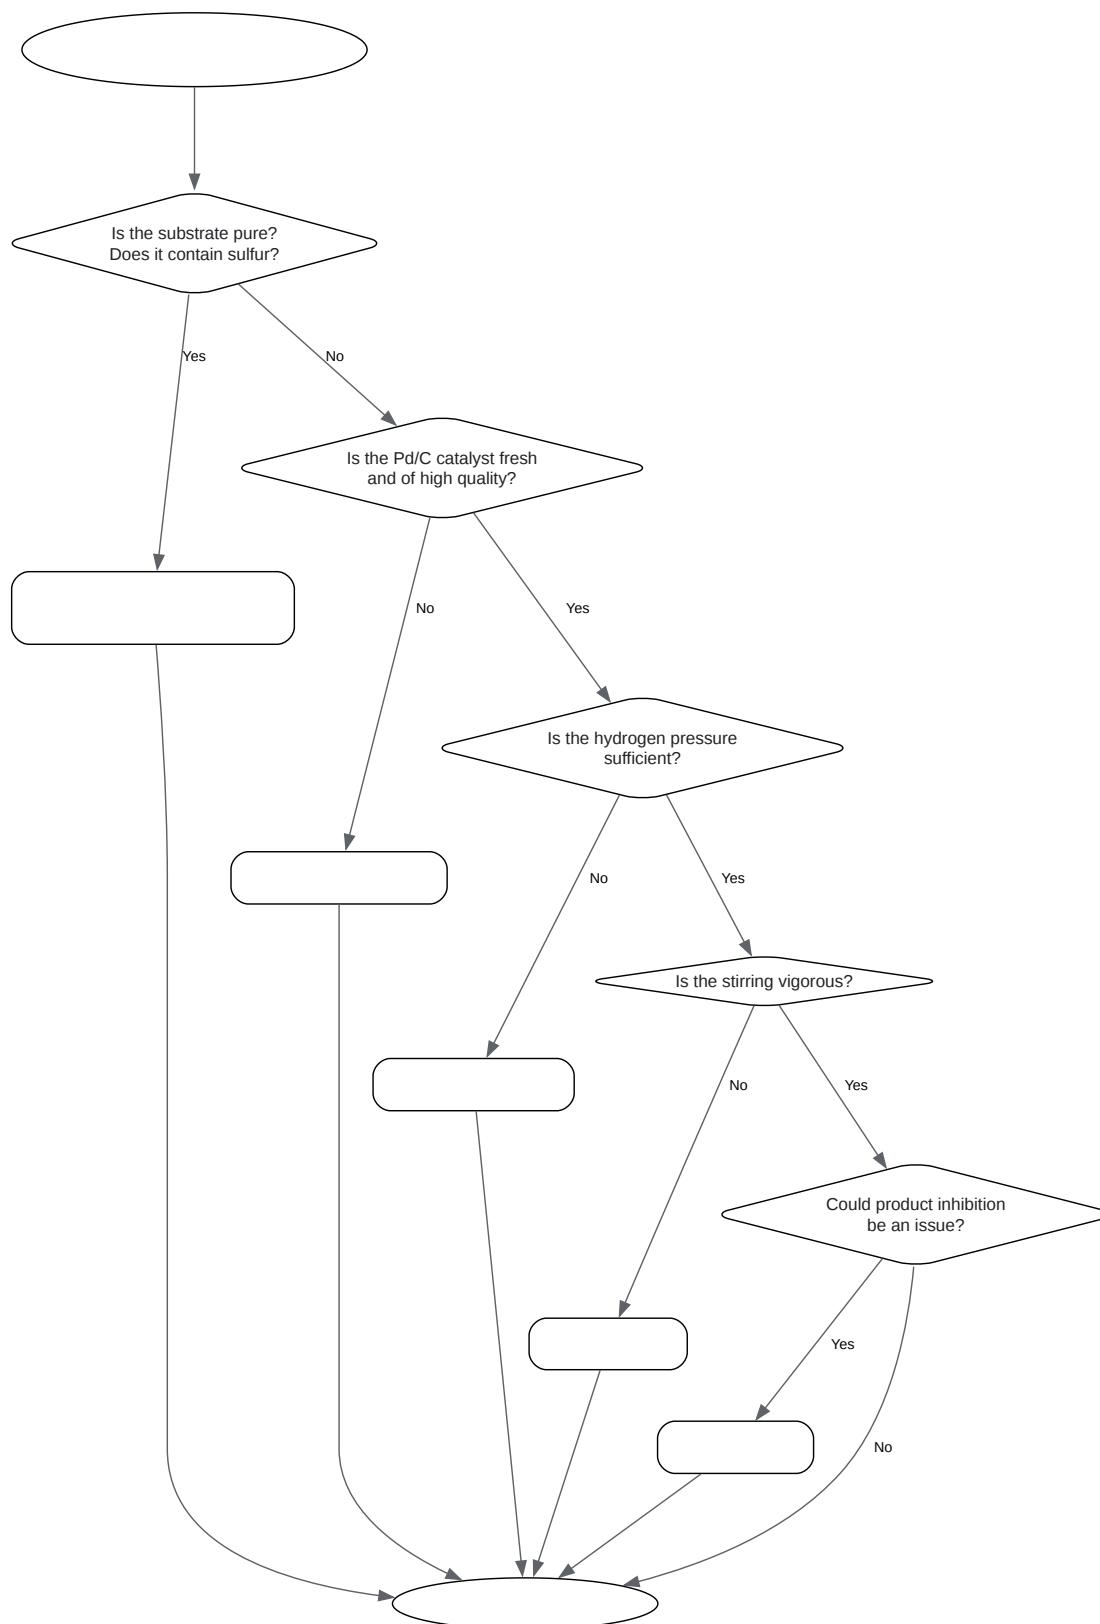 Is the substrate pure?
Does it contain sulfur?
Yes
No
Is the Pd/C catalyst fresh
and of high quality?
No
Yes
Is the hydrogen pressure
sufficient?
No
Yes
Is the stirring vigorous?
No
Yes
Could product inhibition
be an issue?
Yes
No